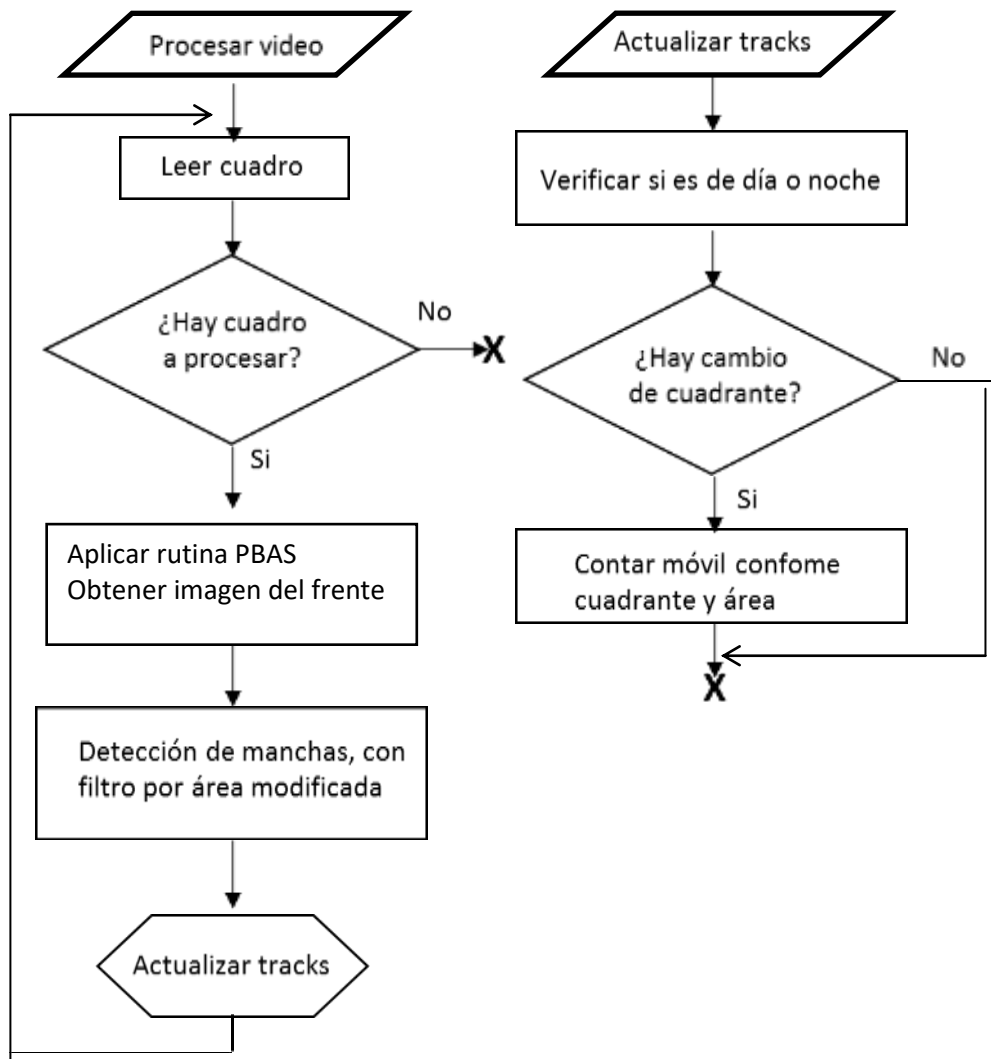 Procesar video
Leer cuadro
¿Hay cuadro
a procesar?
No
X
Si
Aplicar rutina PBAS
Obtener imagen del frente
Detección de manchas, con
filtro por área modificada
Actualizar tracks
Actualizar tracks
Verificar si es de día o noche
¿Hay cambio
de cuadrante?
No
Si
Contar móvil confome
cuadrante y área
X